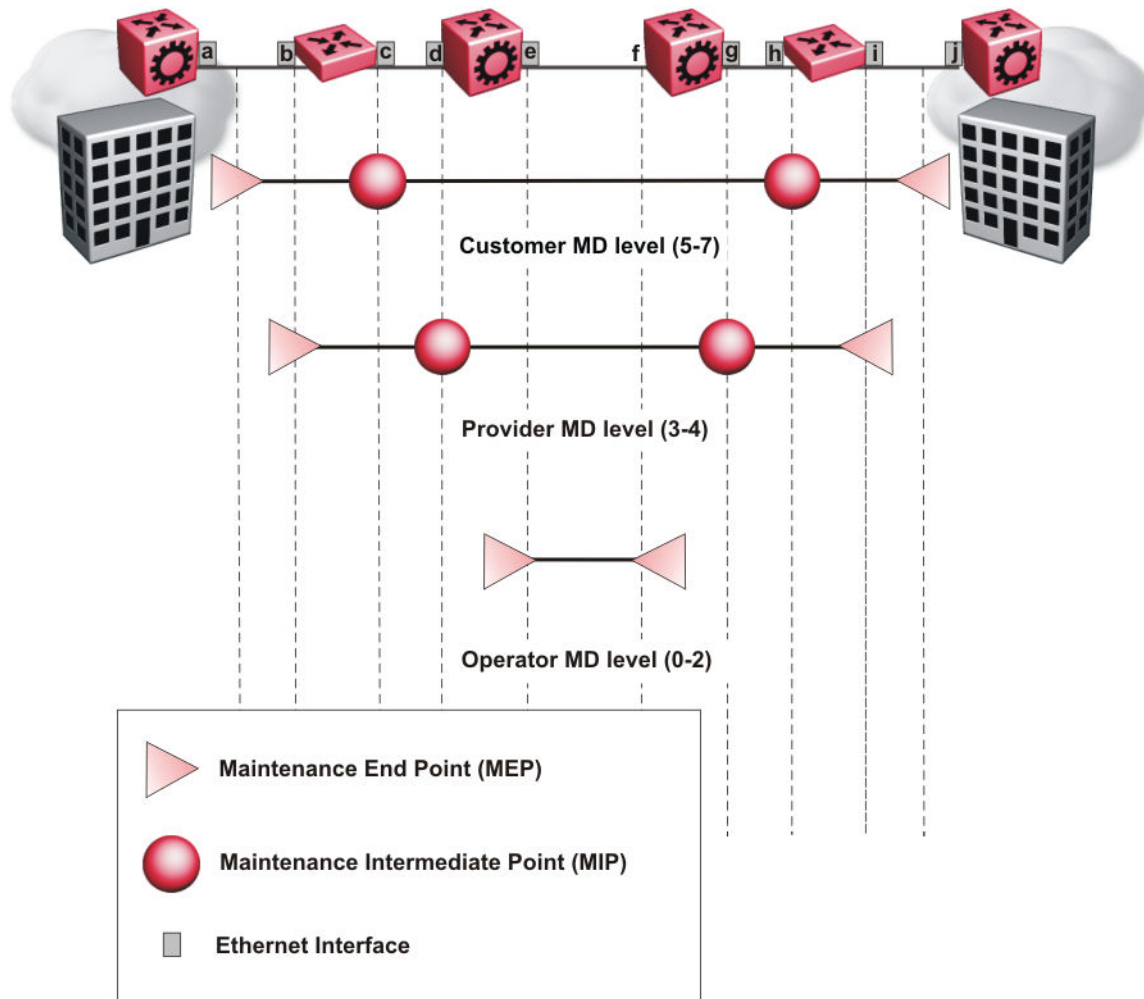 a b c d e f g h i j
Customer MD level (5-7)
Provider MD level (3-4)
Operator MD level (0-2)
Maintenance End Point (MEP)
Maintenance Intermediate Point (MIP)
Ethernet Interface